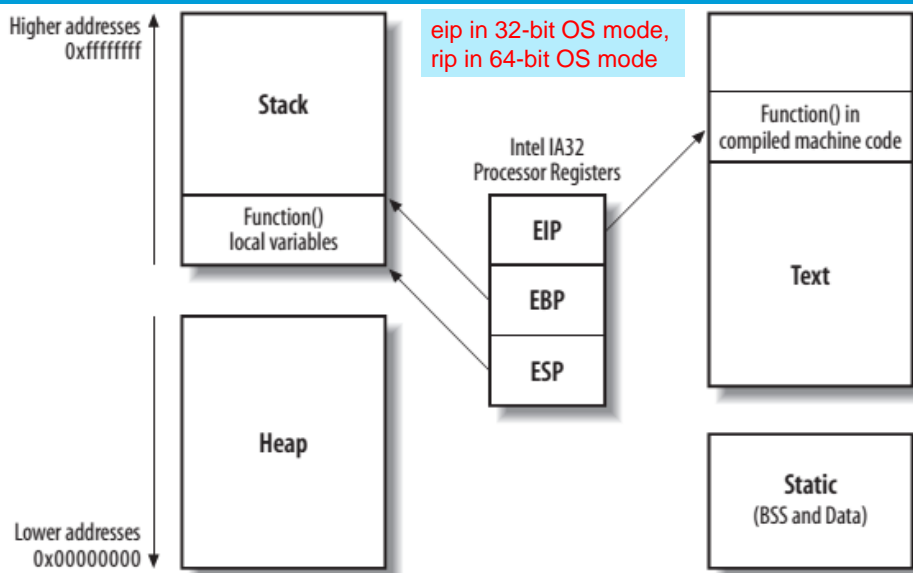 Higher addresses
0xffffffff
eip in 32-bit OS mode,
rip in 64-bit OS mode
Stack
Function()
local variables
Intel IA32
Processor Registers
EIP
EBP
ESP
Function() in
compiled machine code
Text
Heap
Lower addresses
0x00000000
Static
(BSS and Data)